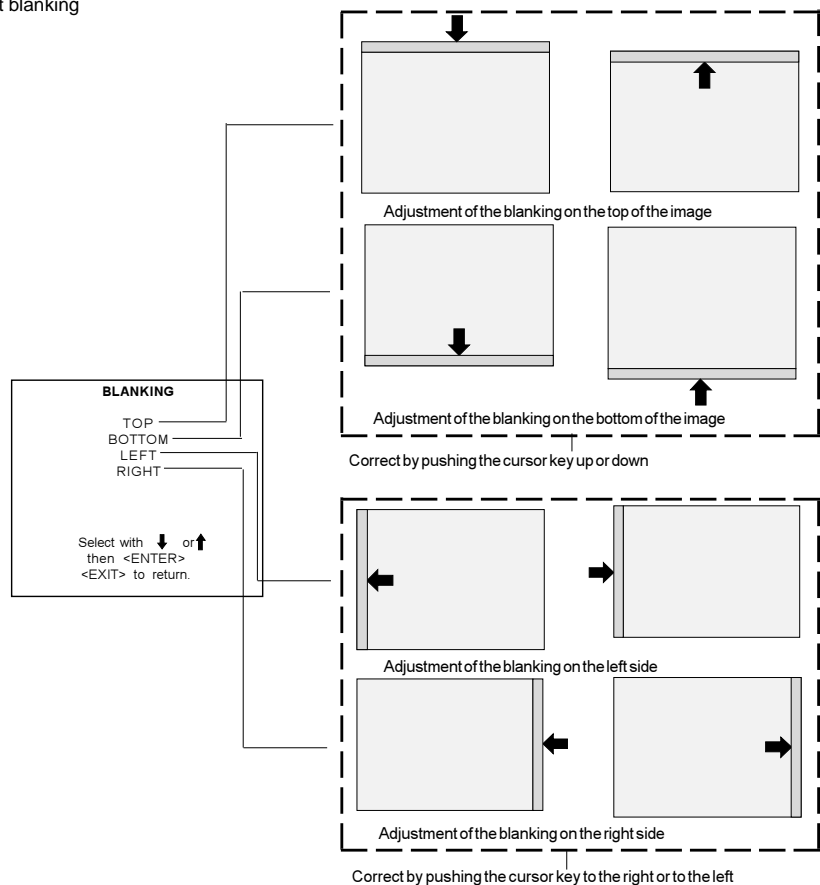 t blanking
Adjustment of the blanking on the top of the image
Adjustment of the blanking on the bottom of the image
Correct by pushing the cursor key up or down
BLANKING
TOP
BOTTOM
LEFT
RIGHT
Select with or
then <ENTER>
<EXIT> to return.
Adjustment of the blanking on the left side
Adjustment of the blanking on the right side
Correct by pushing the cursor key to the right or to the left